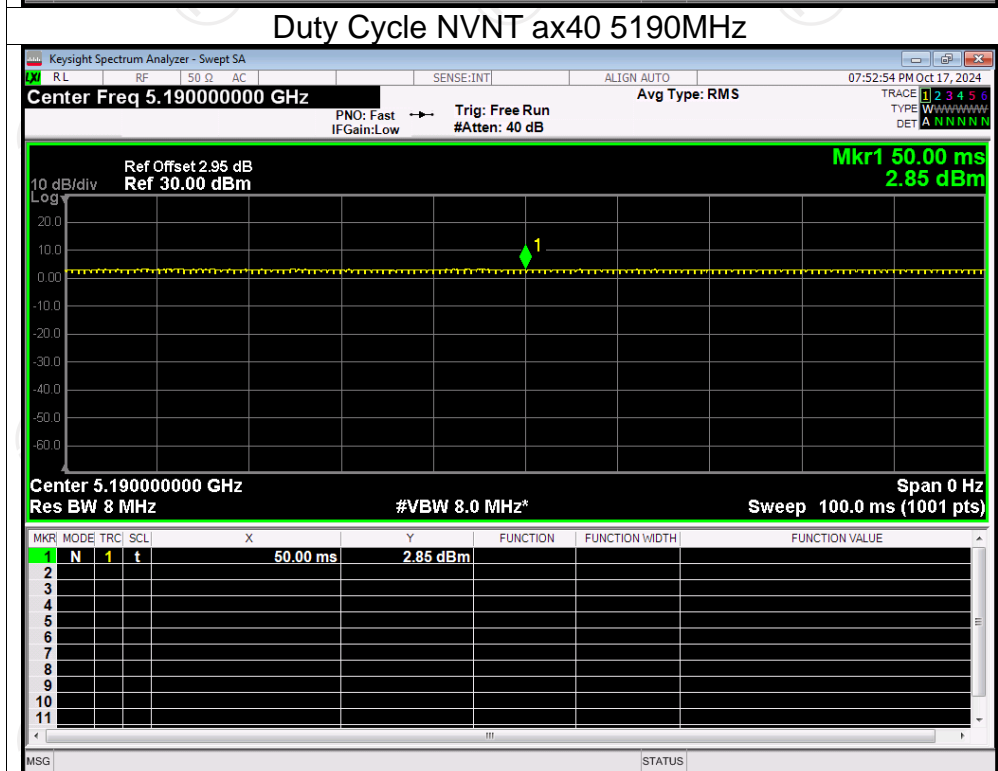 Duty Cycle NVNT ax40 5190MHz
Keysight Spectrum Analyzer - Swept SA
LXI RL RF 50 Ω AC SENSE:INT ALIGN AUTO 07:52:54 PM Oct 17, 2024
Center Freq 5.190000000 GHz Avg Type: RMS TRACE 1 2 3 4 5 6
PNO: Fast Trig: Free Run TYPE WWWWWW
IFGain:Low #Atten: 40 dB DET A N N N N N
Mkr1 50.00 ms
Ref Offset 2.95 dB
10 dB/div Ref 30.00 dBm 2.85 dBm
Log
20.0
10.0
1
0.00
-10.0
-20.0
-30.0
-40.0
-50.0
-60.0
Center 5.190000000 GHz Span 0 Hz
Res BW 8 MHz #VBW 8.0 MHz* Sweep 100.0 ms (1001 pts)
MKR MODE TRC SCL X Y FUNCTION FUNCTION WIDTH FUNCTION VALUE
1 N 1 t 50.00 ms 2.85 dBm
2
3
4
5
6
7
8
9
10
11
MSG STATUS